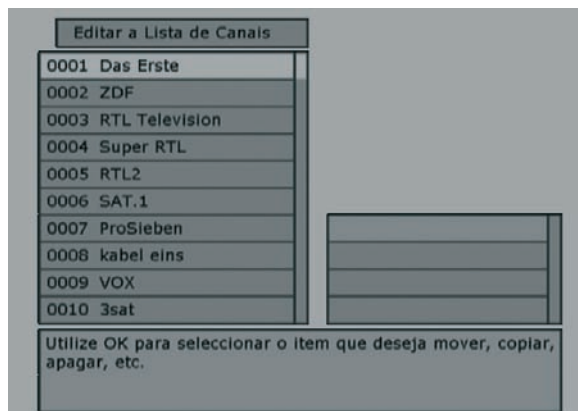 Editar a Lista de Canais
0001 Das Erste
0002 ZDF
0003 RTL Television
0004 Super RTL
0005 RTL2
0006 SAT.1
0007 ProSieben
0008 kabel eins
0009 VOX
0010 3sat
Utilize OK para seleccionar o item que deseja mover, copiar,
apagar, etc.